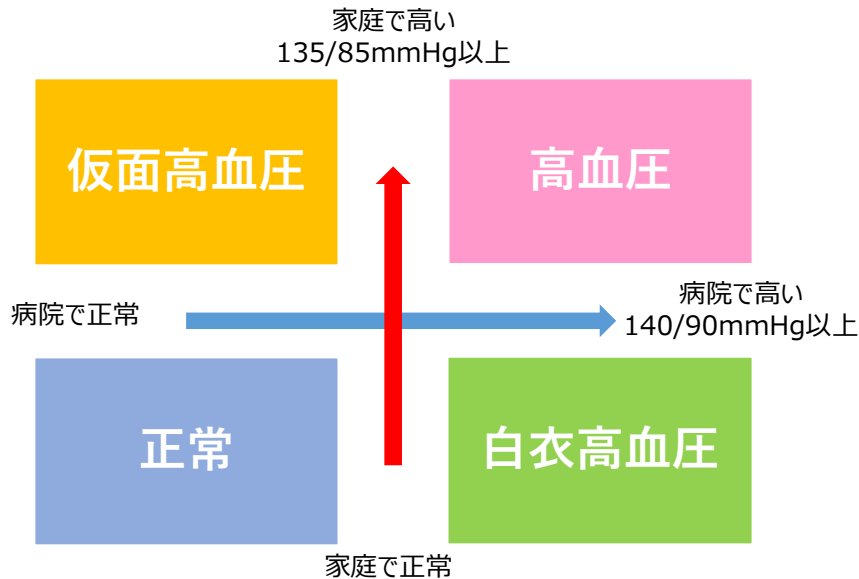 家庭で高い
135/85mmHg以上
仮面高血圧
高血圧
病院で正常
病院で高い
140/90mmHg以上
正常
白衣高血圧
家庭で正常